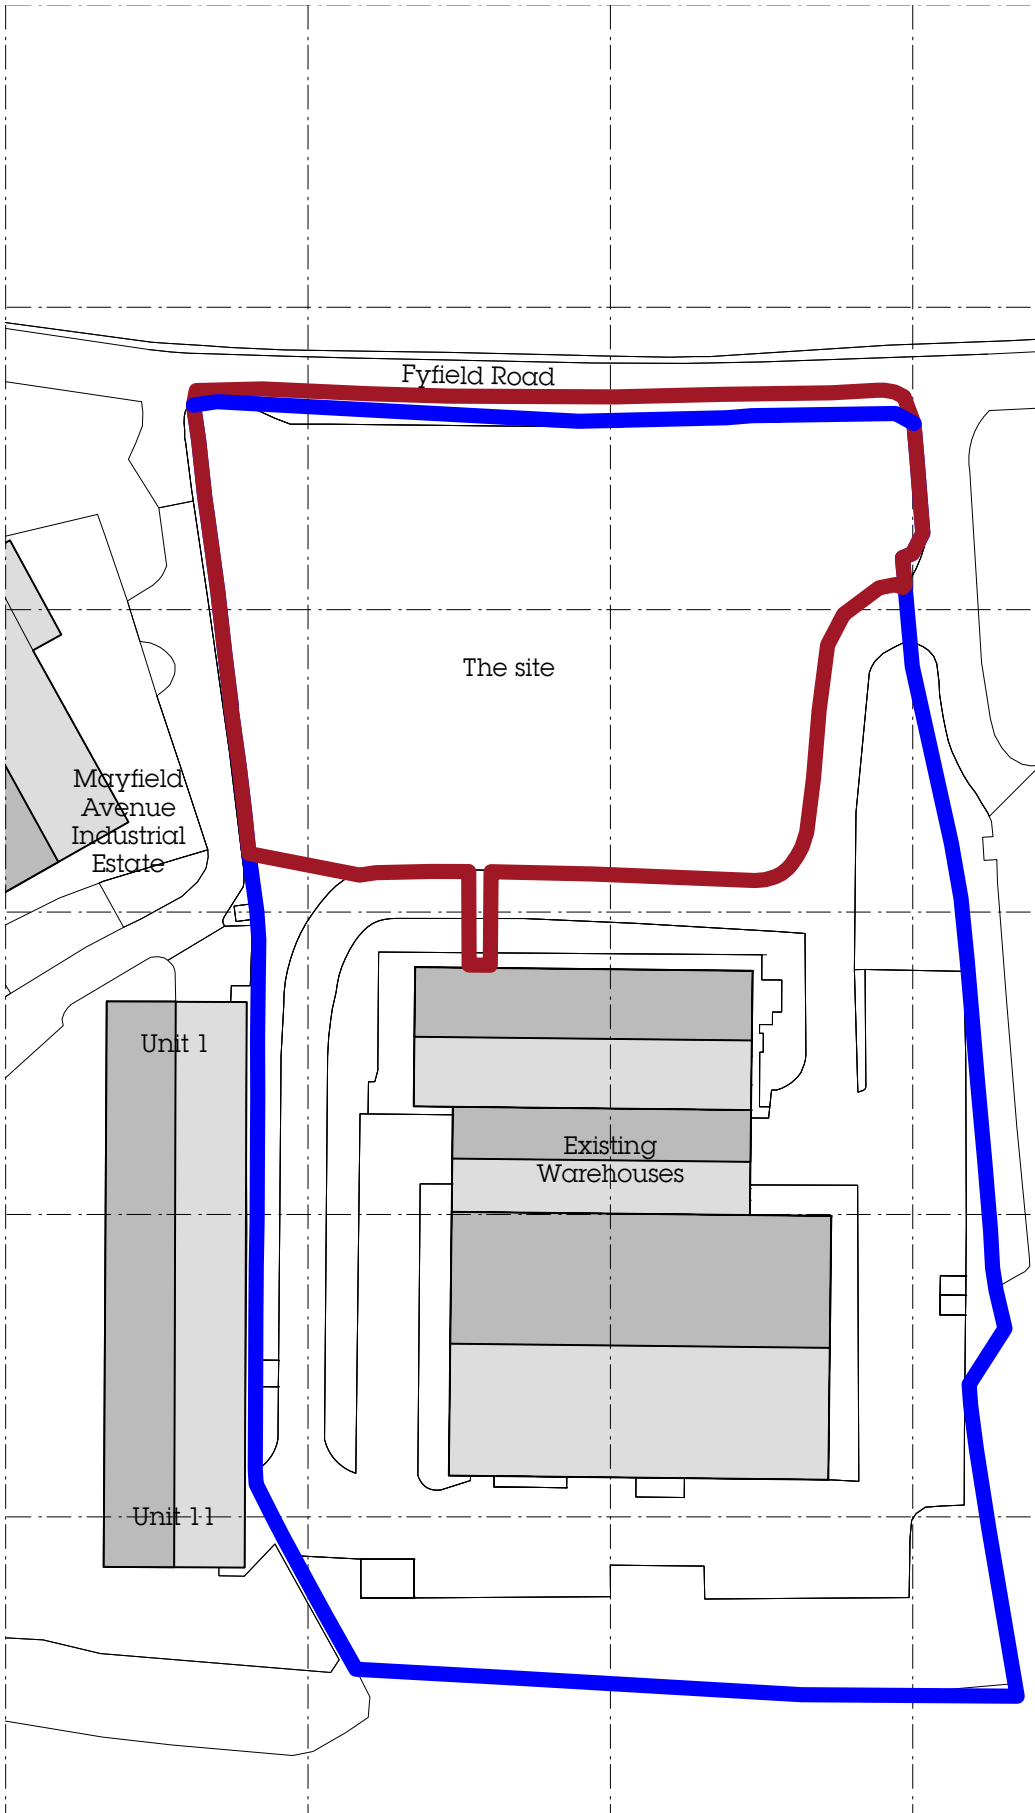 Fyfield Road
The site
Mayfield
Avenue
Industrial
Estate
Unit 1
Existing
Warehouses
Unit 11